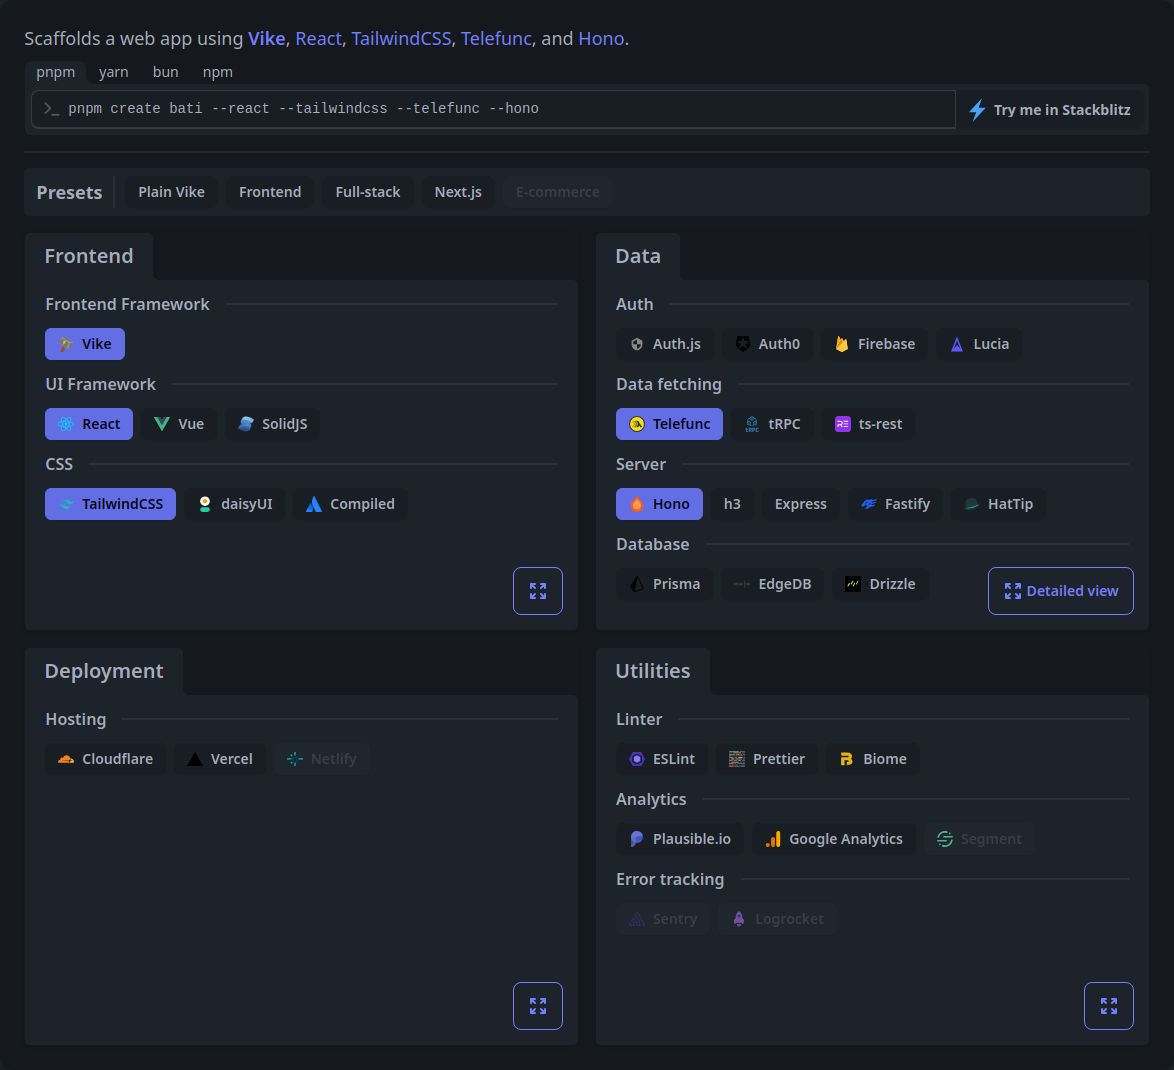 Scaffolds a web app using Vike, React, TailwindCSS, Telefunc, and Hono.
pnpm yarn bun npm
>_ pnpm create bati --react --tailwindcss --telefunc --hono
Try me in Stackblitz
Presets Plain Vike Frontend Full-stack Next.js E-commerce
Frontend
Frontend Framework
Vike
UI Framework
React Vue SolidJS
CSS
TailwindCSS daisyUI Compiled
Data
Auth
Auth.js Auth0 Firebase Lucia
Data fetching
Telefunc tRPC ts-rest
Server
Hono h3 Express Fastify HatTip
Database
Prisma EdgeDB Drizzle
Detailed view
Deployment
Hosting
Cloudflare Vercel Netlify
Utilities
Linter
ESLint Prettier Biome
Analytics
Plausible.io Google Analytics Segment
Error tracking
Sentry Logrocket